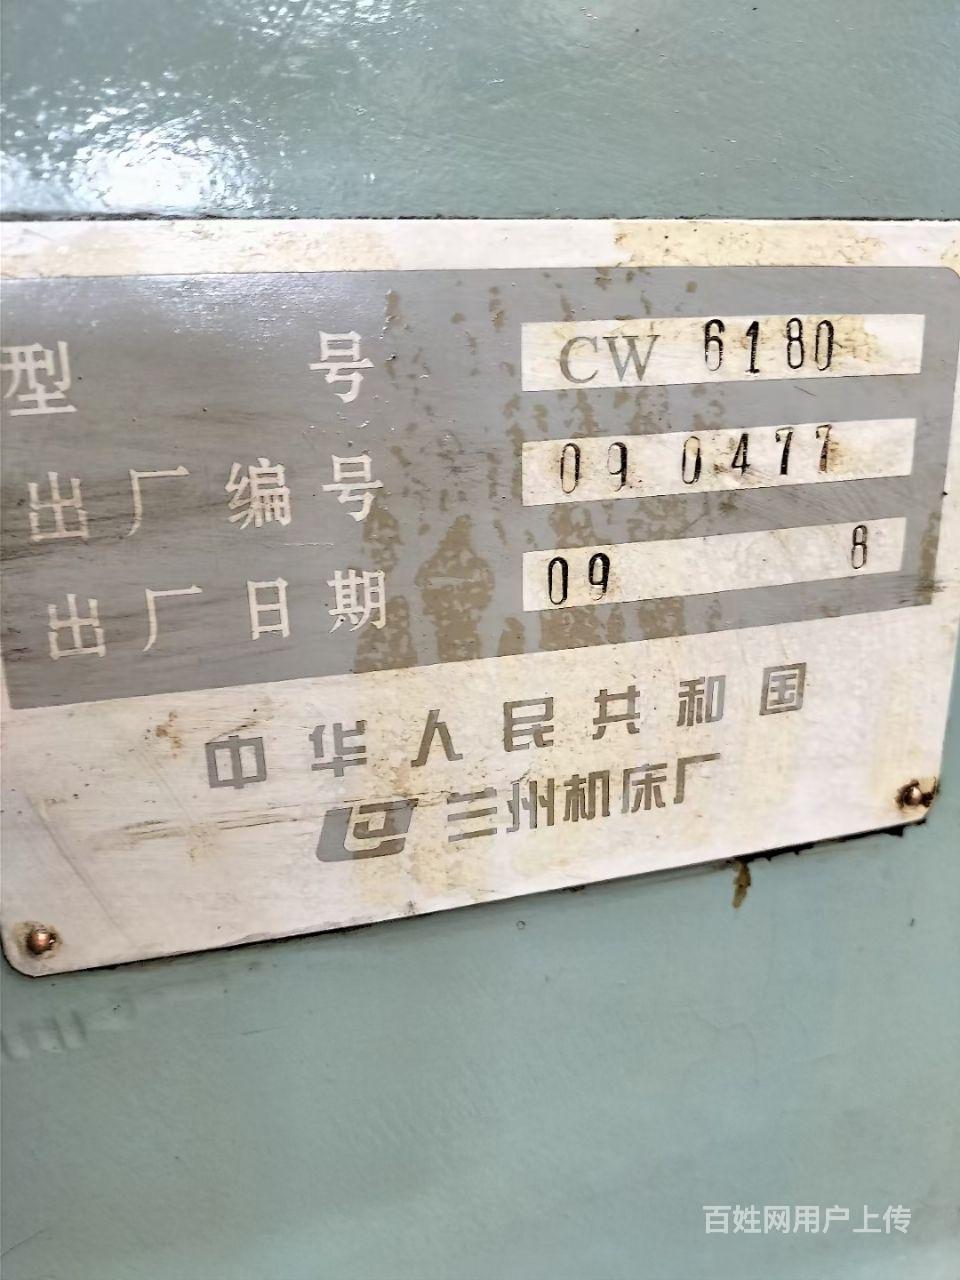 型 号 CW 6180
出厂编号 09 0477
出厂日期 09 8
中华人民共和国
兰州机床厂
百姓网用户上传